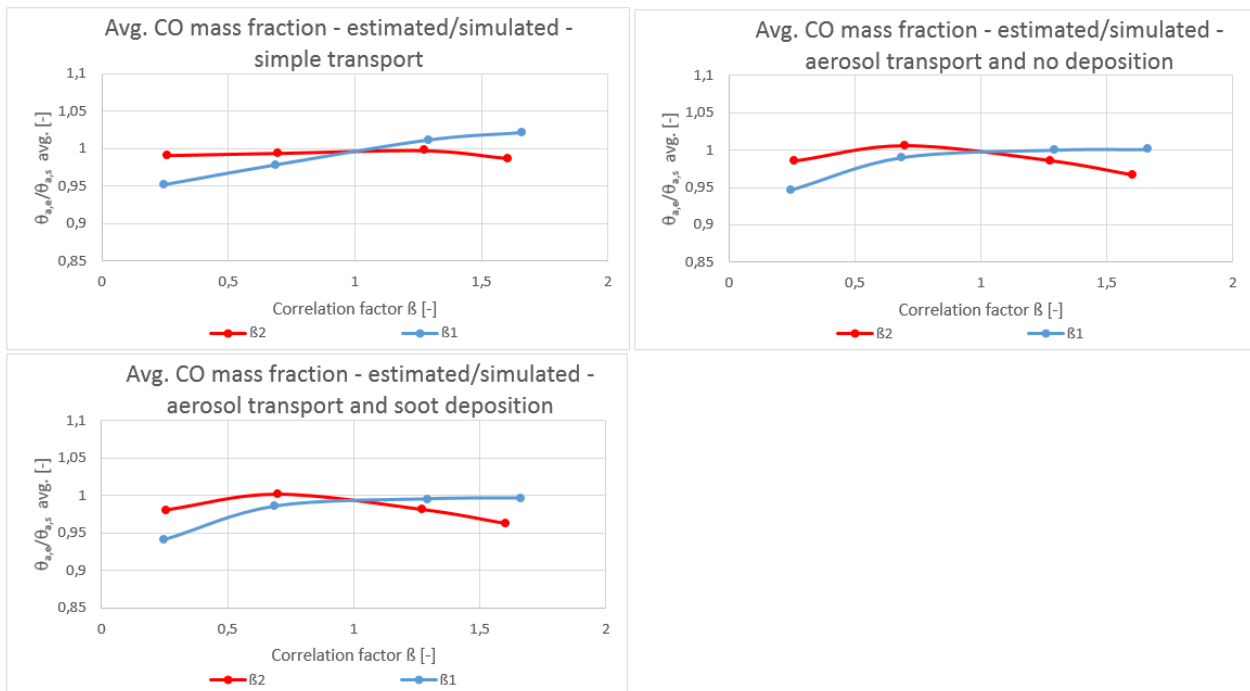 Avg. CO mass fraction - estimated/simulated -
simple transport
1,1
1,05
1
0,95
0,9
0,85
θa,e/θa,s avg. [-]
0
0,5
1
1,5
2
Correlation factor ß [-]
ß2
ß1
Avg. CO mass fraction - estimated/simulated -
aerosol transport and no deposition
1,1
1,05
1
0,95
0,9
0,85
θa,e/θa,s avg. [-]
0
0,5
1
1,5
2
Correlation factor ß [-]
ß2
ß1
Avg. CO mass fraction - estimated/simulated -
aerosol transport and soot deposition
1,1
1,05
1
0,95
0,9
0,85
θa,e/θa,s avg. [-]
0
0,5
1
1,5
2
Correlation factor ß [-]
ß2
ß1